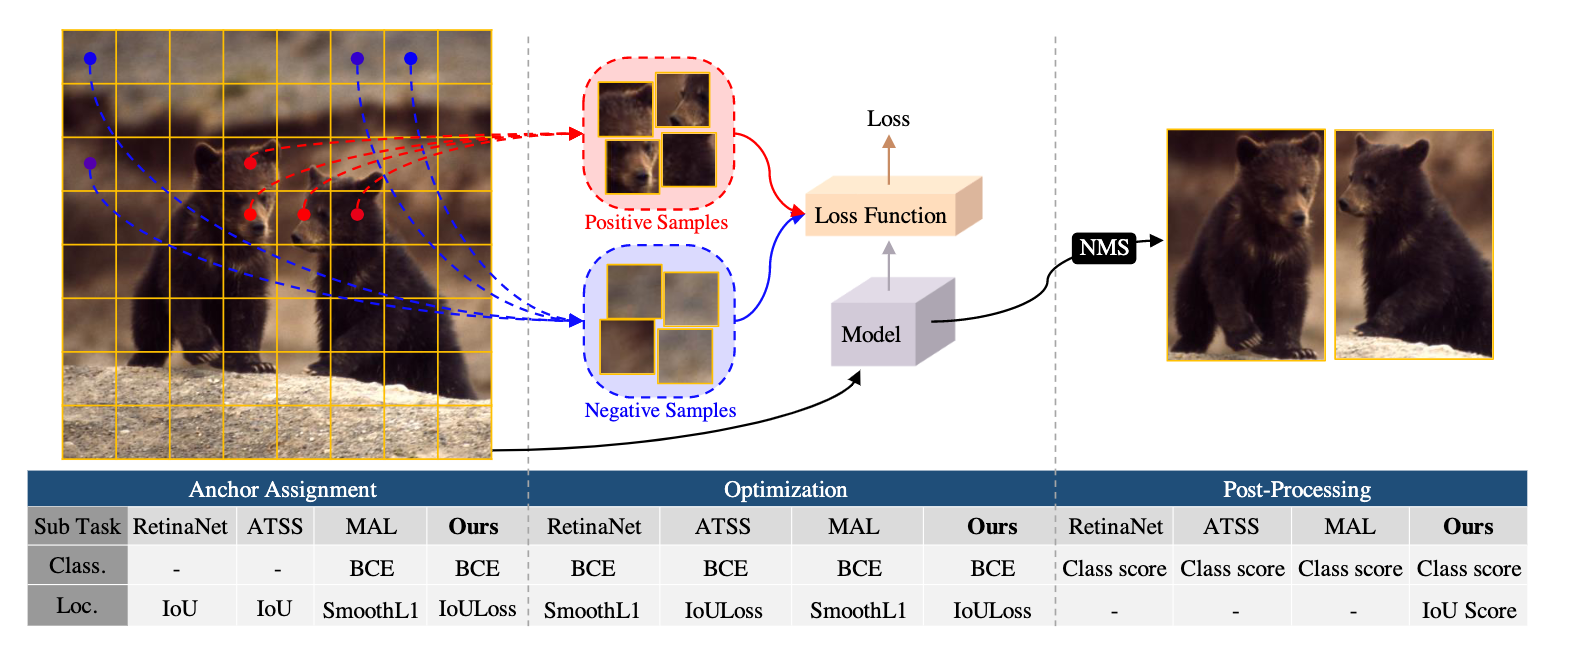 Loss
Positive Samples
Loss Function
NMS
Model
Negative Samples
Anchor Assignment Optimization Post-Processing
Sub Task RetinaNet ATSS MAL Ours RetinaNet ATSS MAL Ours RetinaNet ATSS MAL Ours
Class. - - BCE BCE BCE BCE BCE BCE Class score Class score Class score Class score
Loc. IoU IoU SmoothL1 IoULoss SmoothL1 IoULoss SmoothL1 IoULoss - - - IoU Score